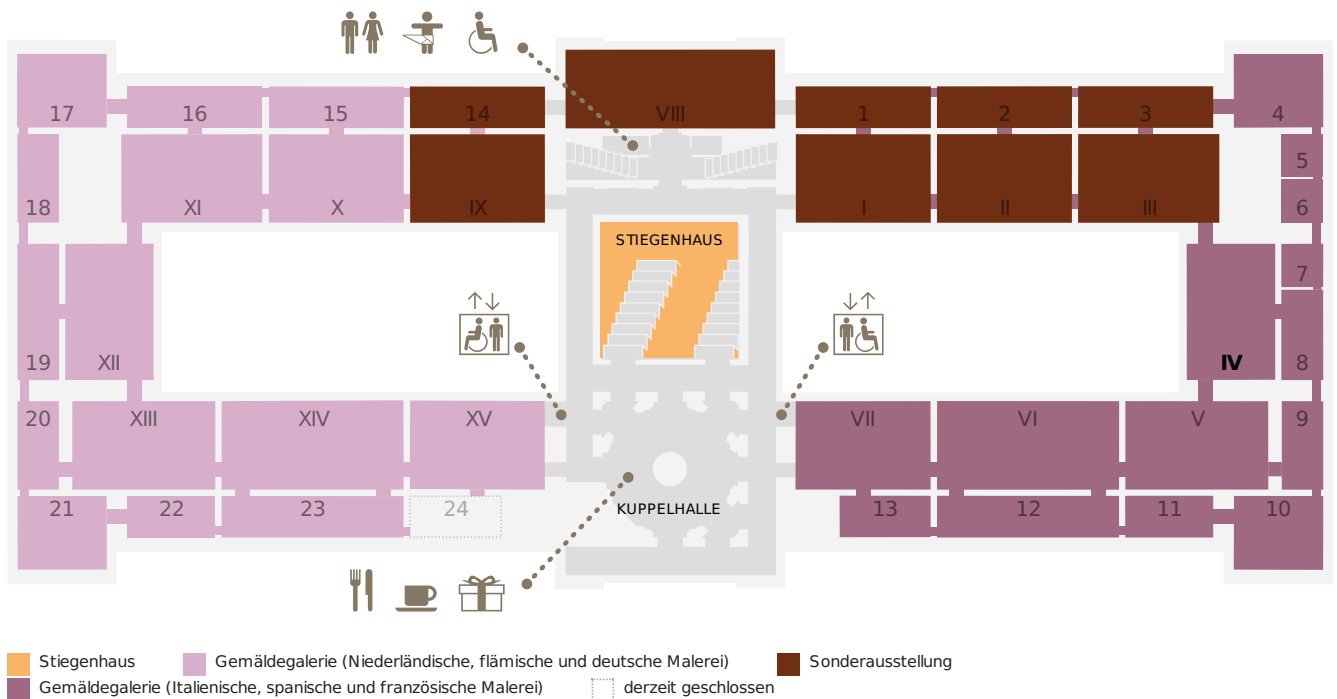 17
16
15
14
VIII
1
2
3
4
5
18
XI
X
IX
I
II
III
6
STIEGENHAUS
7
19
XII
IV
8
20
XIII
XIV
XV
VII
VI
V
9
21
22
23
24
KUPPELHALLE
13
12
11
10
Stiegenhaus
Gemäldegalerie (Niederländische, flämische und deutsche Malerei)
Sonderausstellung
Gemäldegalerie (Italienische, spanische und französische Malerei)
derzeit geschlossen